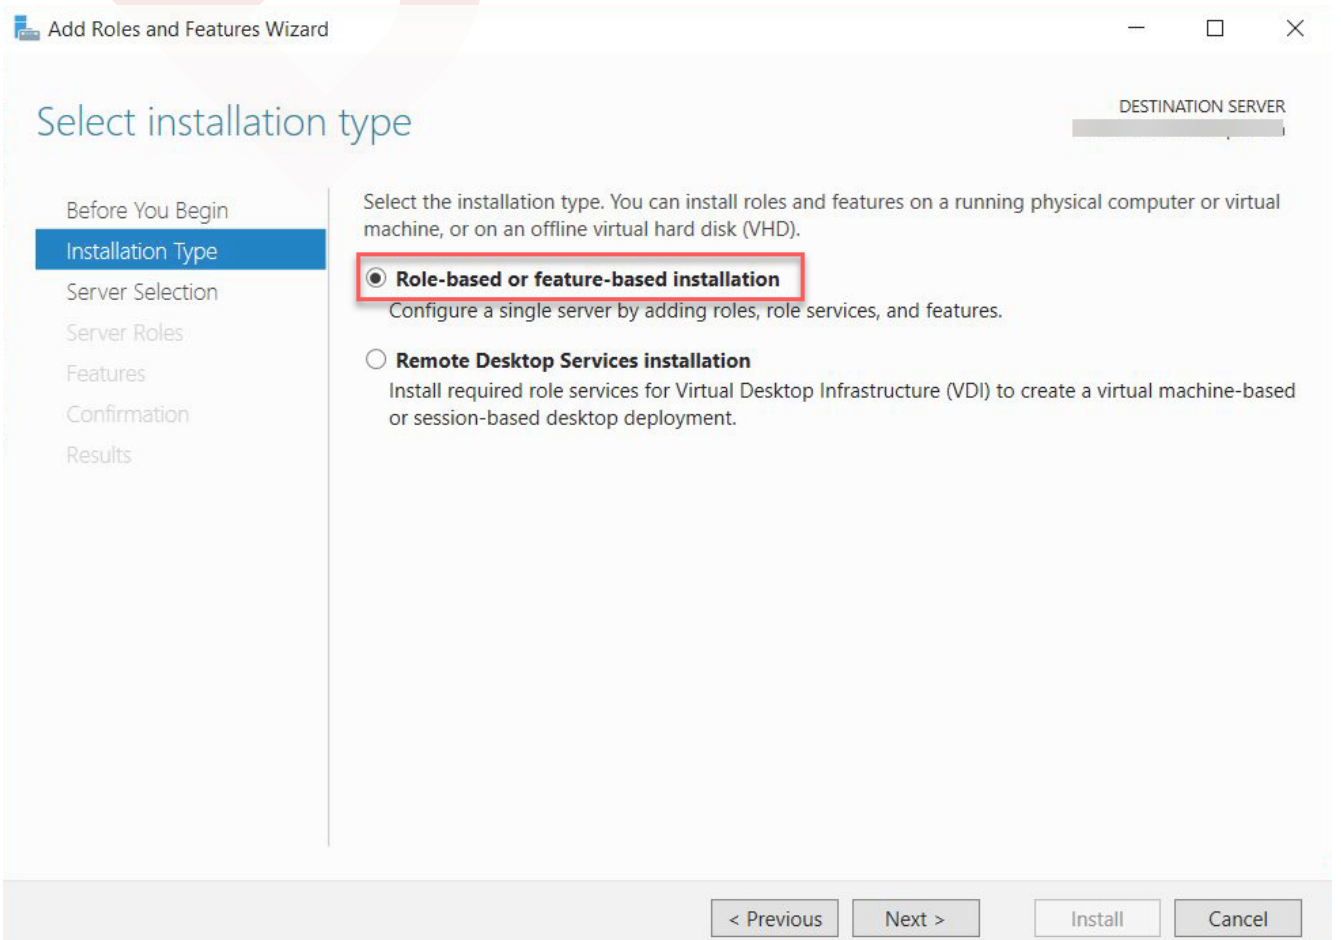 Add Roles and Features Wizard
Select installation type
DESTINATION SERVER
Before You Begin
Installation Type
Server Selection
Server Roles
Features
Confirmation
Results
Select the installation type. You can install roles and features on a running physical computer or virtual
machine, or on an offline virtual hard disk (VHD).
Role-based or feature-based installation
Configure a single server by adding roles, role services, and features.
Remote Desktop Services installation
Install required role services for Virtual Desktop Infrastructure (VDI) to create a virtual machine-based
or session-based desktop deployment.
< Previous
Next >
Install
Cancel